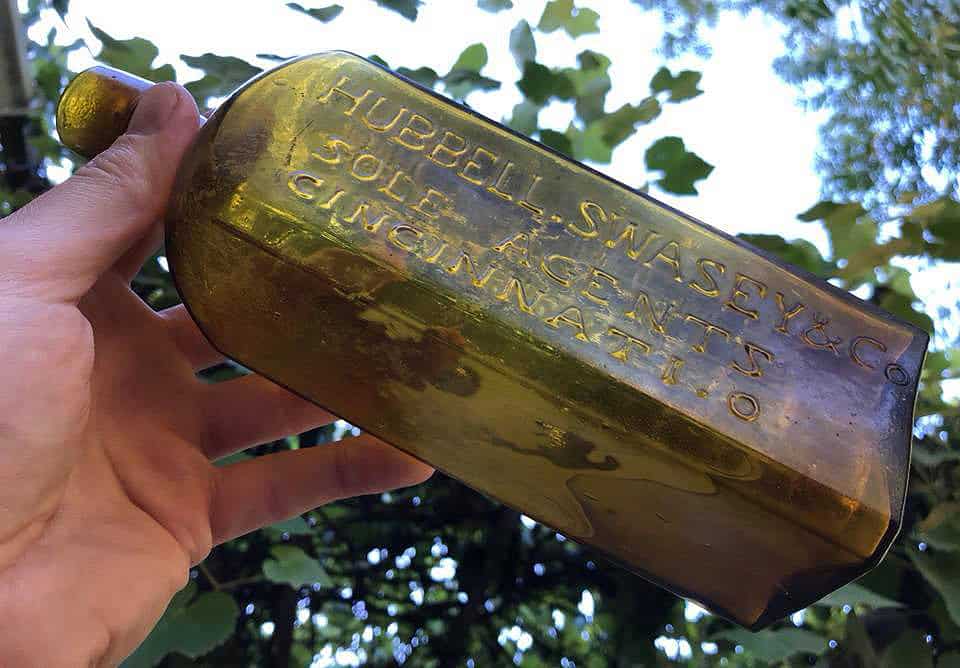 HUBBELL, SWASEY & Co
SOLE AGENTS
CINCINNATI.O